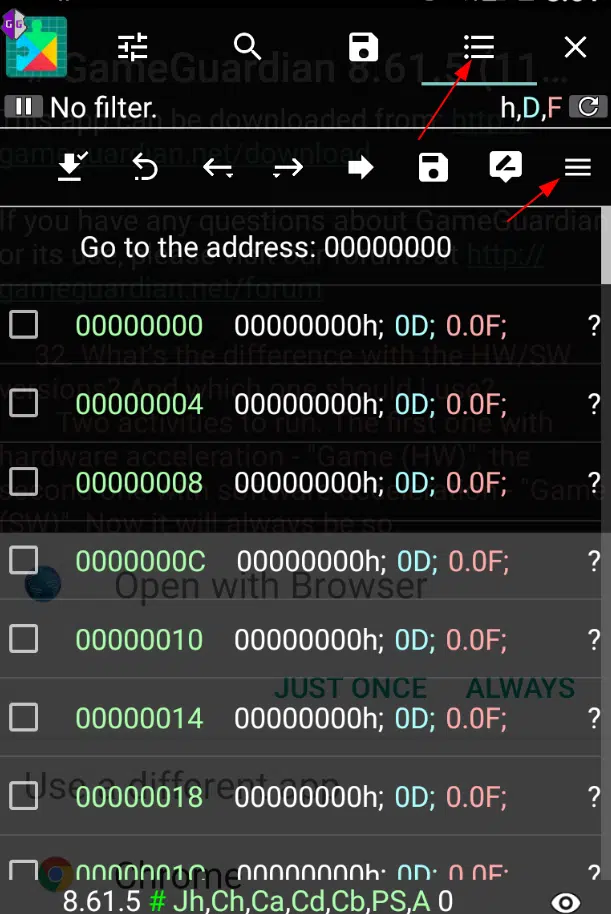 GameGuardian 8.61.5 (11...
No filter. h,D,F
This app can be downloaded from: http://
gameguardian.net/download
If you have any questions about GameGuardian
or its use, please visit our forums at http://
gameguardian.net/forum
Go to the address: 00000000
00000000 00000000h; 0D; 0.0F; ?
32. What's the difference with the HW/SW
versions? And which one should I use?
00000004 00000000h; 0D; 0.0F; ?
Two activities to run. The first one with
hardware acceleration - "Game (HW)", the
00000008 00000000h; 0D; 0.0F; ?
"Game
(SW)". Now it will always be so
0000000C 00000000h; 0D; 0.0F; ?
Open with Browser
00000010 00000000h; 0D; 0.0F; ?
JUST ONCE ALWAYS
00000014 00000000h; 0D; 0.0F; ?
Use a different app
00000018 00000000h; 0D; 0.0F; ?
0000001C 00000000h; 0D; 0.0F; ?
Chrome
8.61.5 # Jh,Ch,Ca,Cd,Cb,PS,A 0